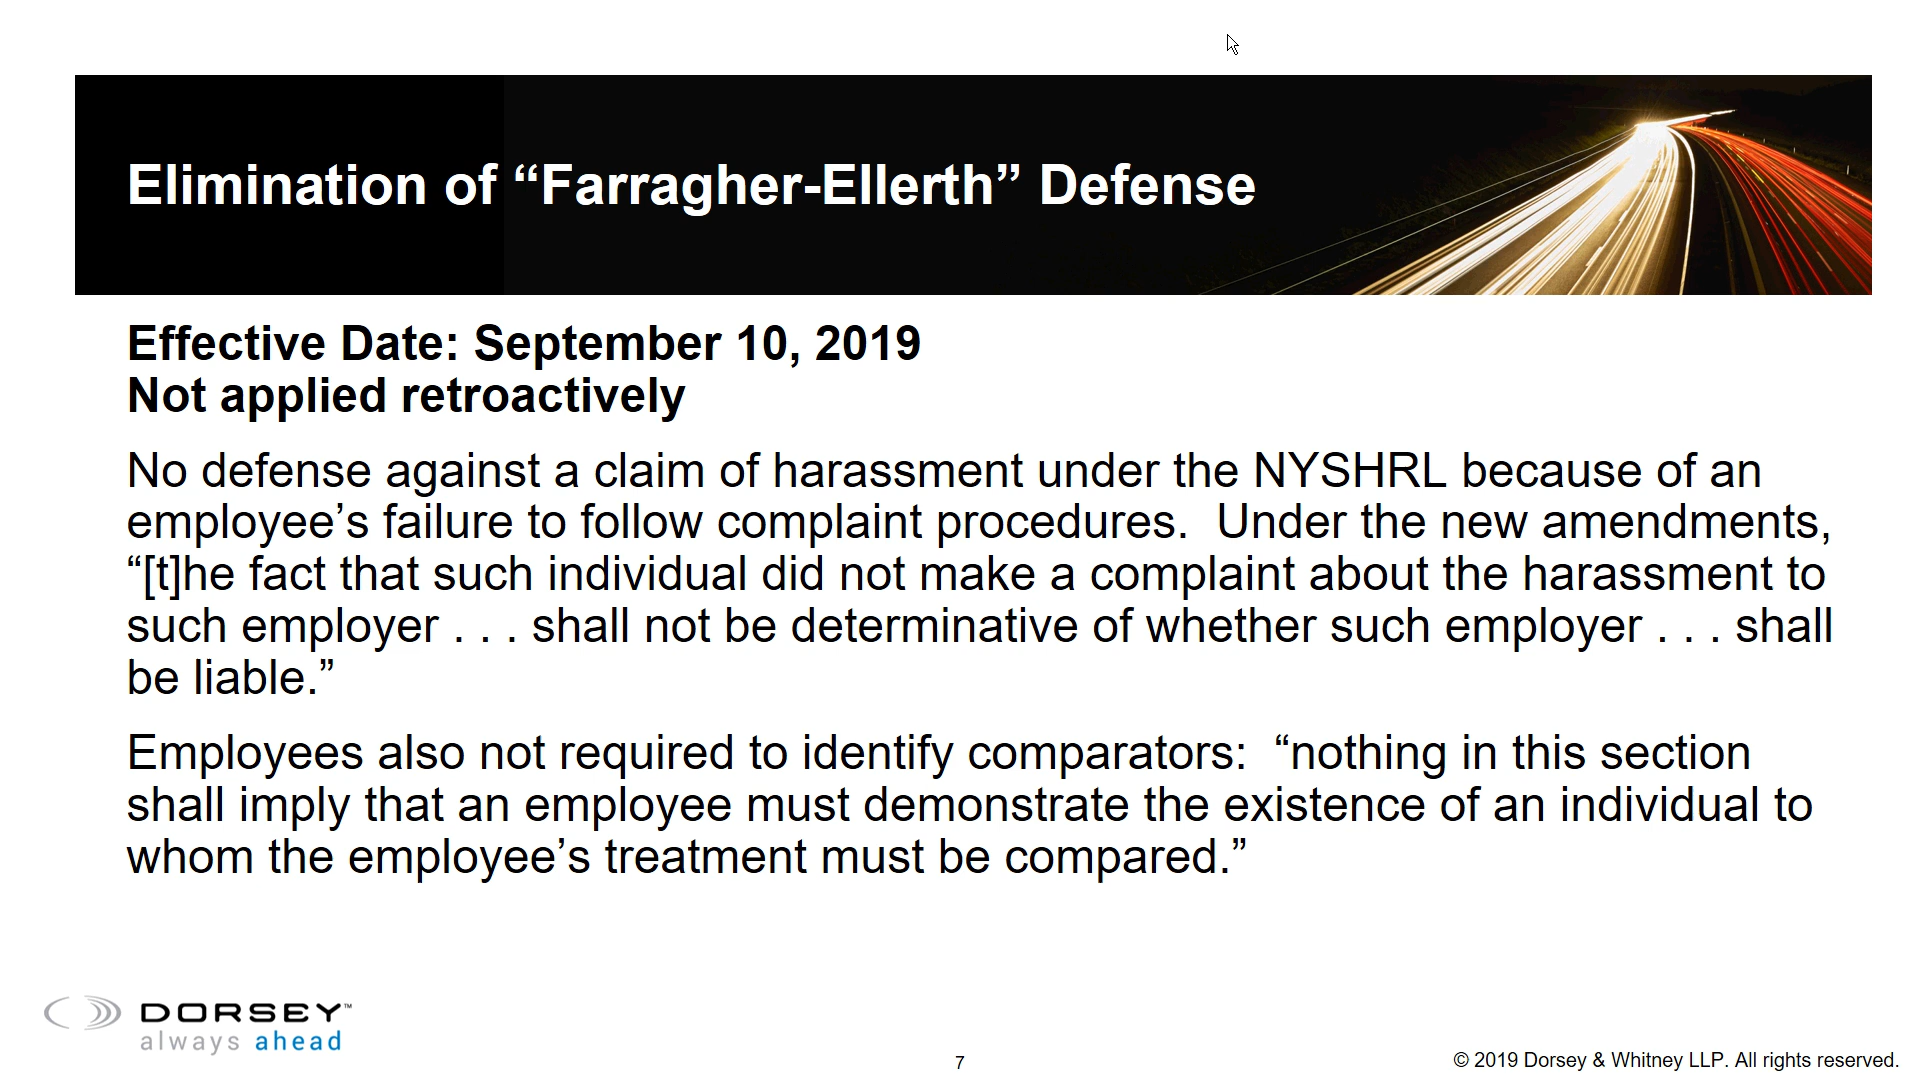 Elimination of “Farragher-Ellerth” Defense
Effective Date: September 10, 2019
Not applied retroactively
No defense against a claim of harassment under the NYSHRL because of an
employee’s failure to follow complaint procedures.  Under the new amendments,
“[t]he fact that such individual did not make a complaint about the harassment to
such employer . . . shall not be determinative of whether such employer . . . shall
be liable.”
Employees also not required to identify comparators:  “nothing in this section
shall imply that an employee must demonstrate the existence of an individual to
whom the employee’s treatment must be compared.”
DORSEY™
always ahead
7
© 2019 Dorsey & Whitney LLP. All rights reserved.